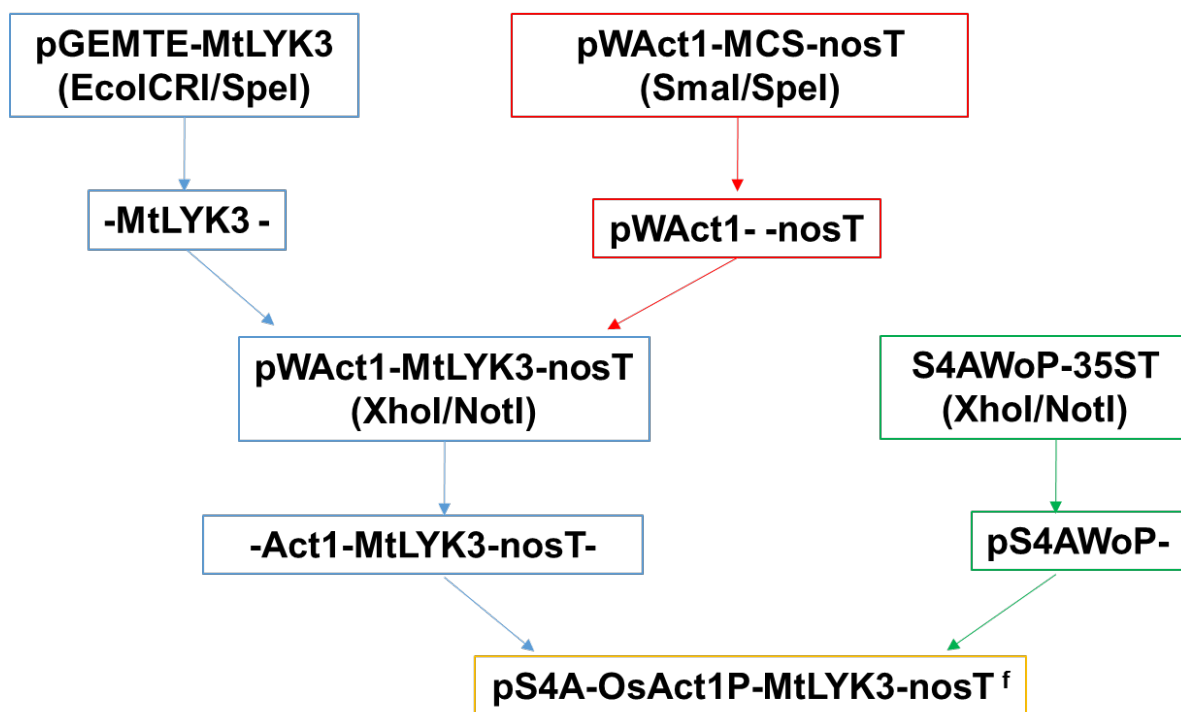 pGEMTE-MtLYK3
(EcoICRI/SpeI)
pWAct1-MCS-nosT
(SmaI/SpeI)
-MtLYK3 -
pWAct1- -nosT
pWAct1-MtLYK3-nosT
(XhoI/NotI)
S4AWoP-35ST
(XhoI/NotI)
-Act1-MtLYK3-nosT-
pS4AWoP-
pS4A-OsAct1P-MtLYK3-nosT f